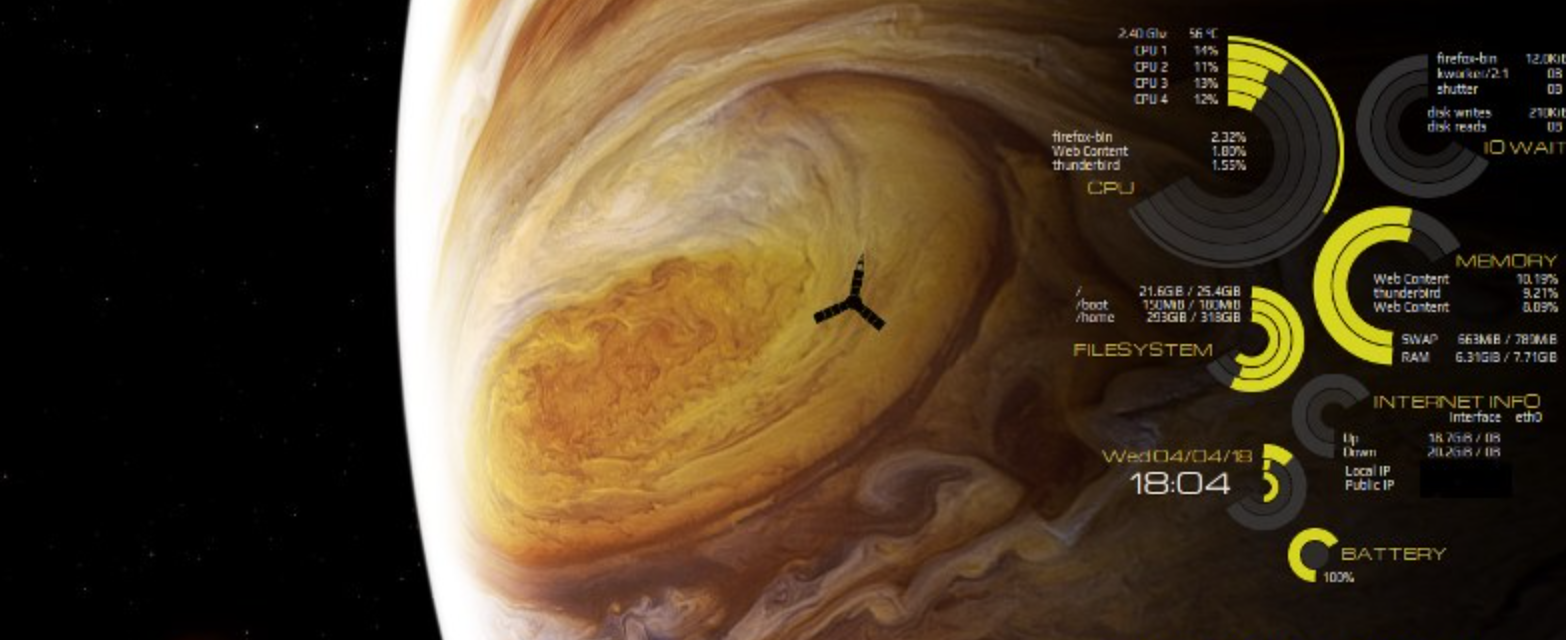 2.40 Ghz 56 °C
CPU 1 14%
CPU 2 11%
CPU 3 13%
CPU 4 12%
firefox-bin 2.32%
Web Content 1.80%
thunderbird 1.55%
CPU
firefox-bin 12.0KiB
kworker/2:1 0B
shutter 0B
disk writes 210KiB
disk reads 0B
IO WAIT
MEMORY
Web Content 10.19%
thunderbird 9.21%
Web Content 8.89%
SWAP 663MiB / 789MiB
RAM 6.31GiB / 7.71GiB
/ 21.6GiB / 25.4GiB
/boot 150MiB / 180MiB
/home 293GiB / 318GiB
FILESYSTEM
INTERNET INFO
Interface eth0
Up 18.7GiB / 0B
Down 20.2GiB / 0B
Local IP
Public IP
Wed 04/04/18
18:04
BATTERY
100%